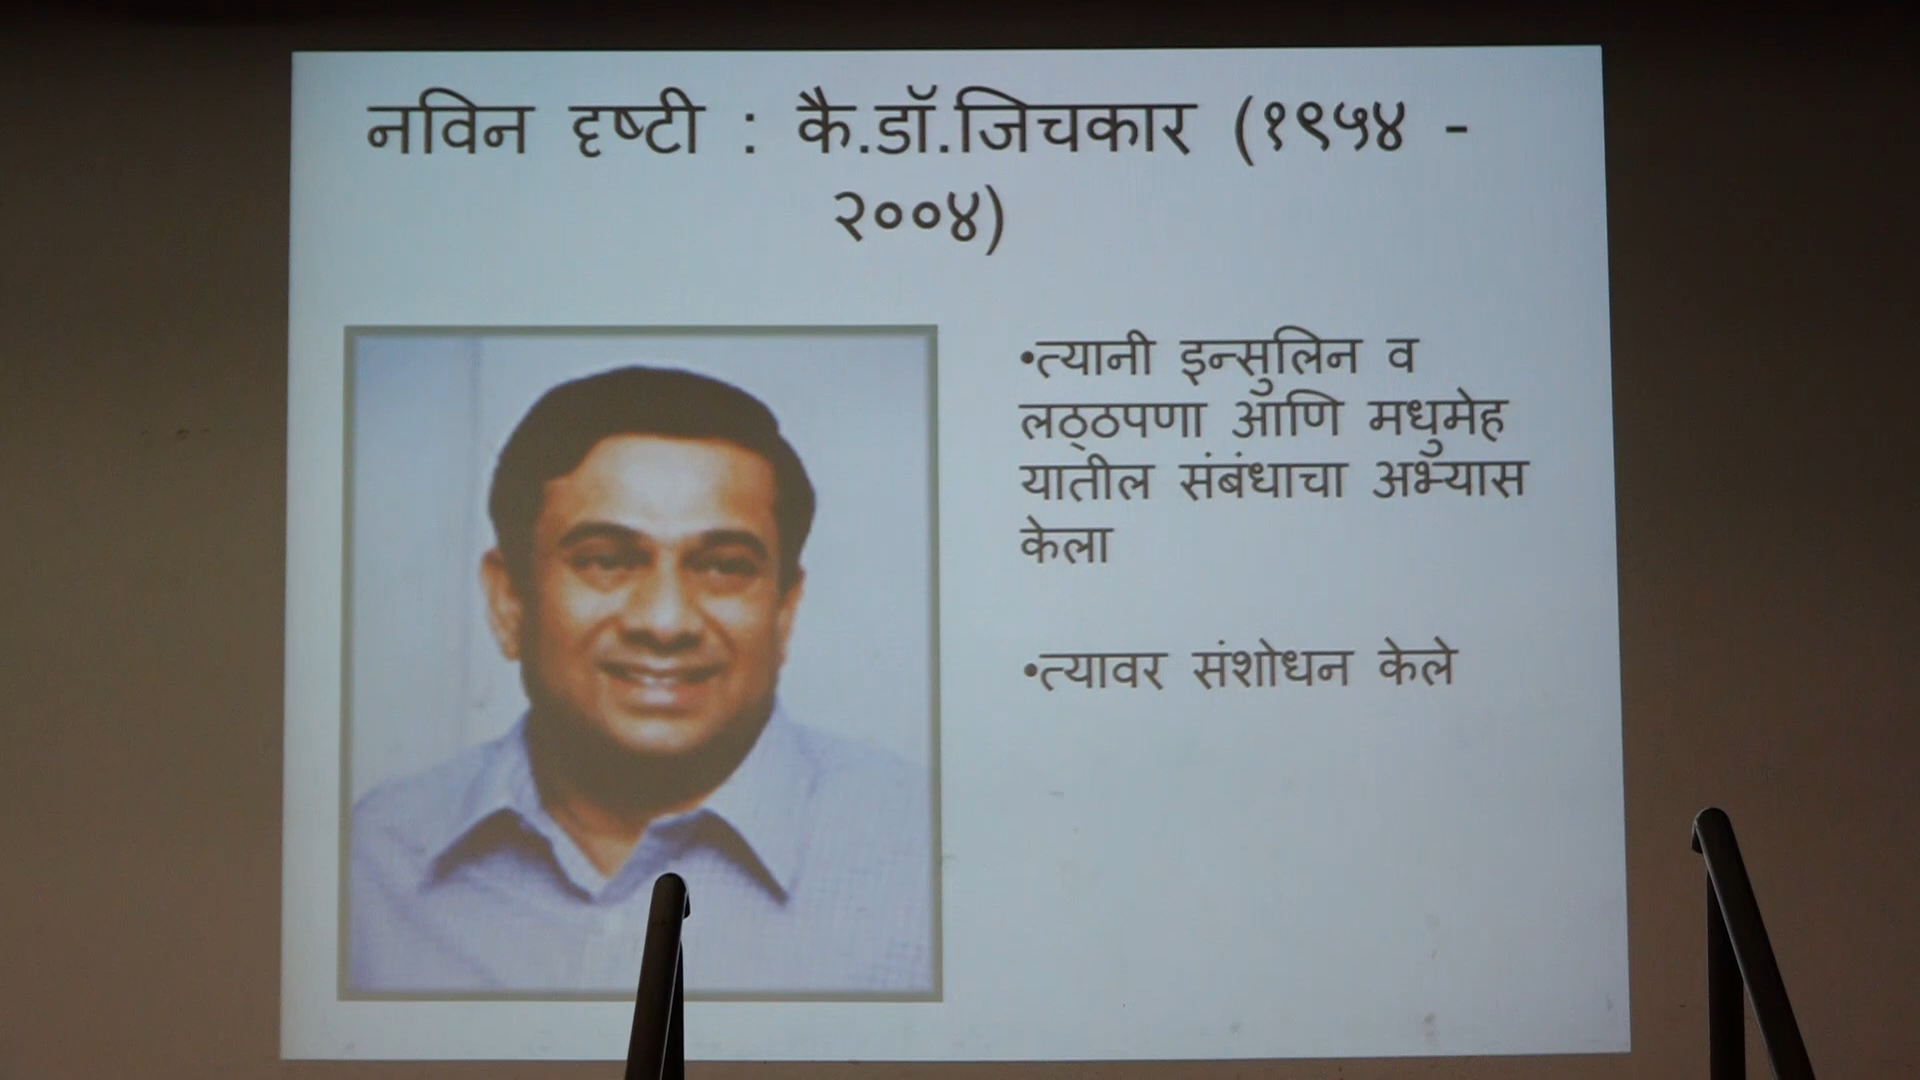 नविन दृष्टी : कै.डॉ.जिचकार (१९५४ -
२००४)
•त्यानी इन्सुलिन व
लठ्ठपणा आणि मधुमेह
यातील संबंधाचा अभ्यास
केला
•त्यावर संशोधन केले